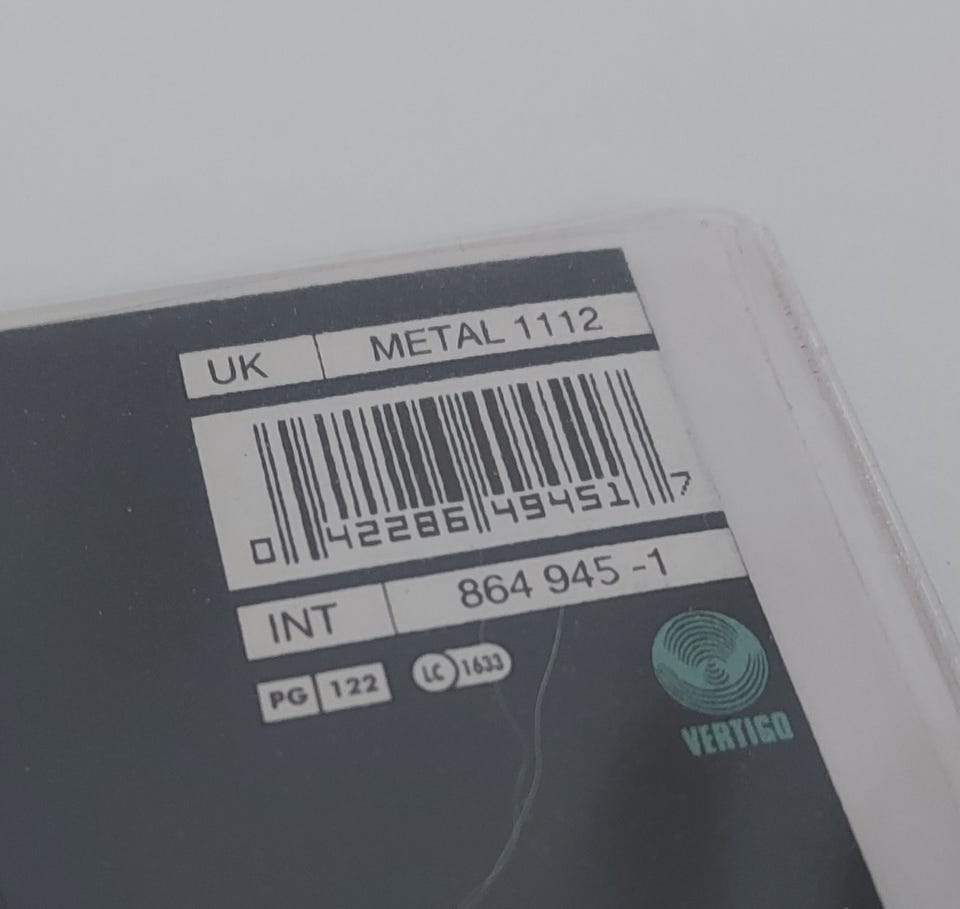 UK METAL 1112
0 42286 49451 7
INT 864 945 -1
PG 122 LC 1633
VERTIGO